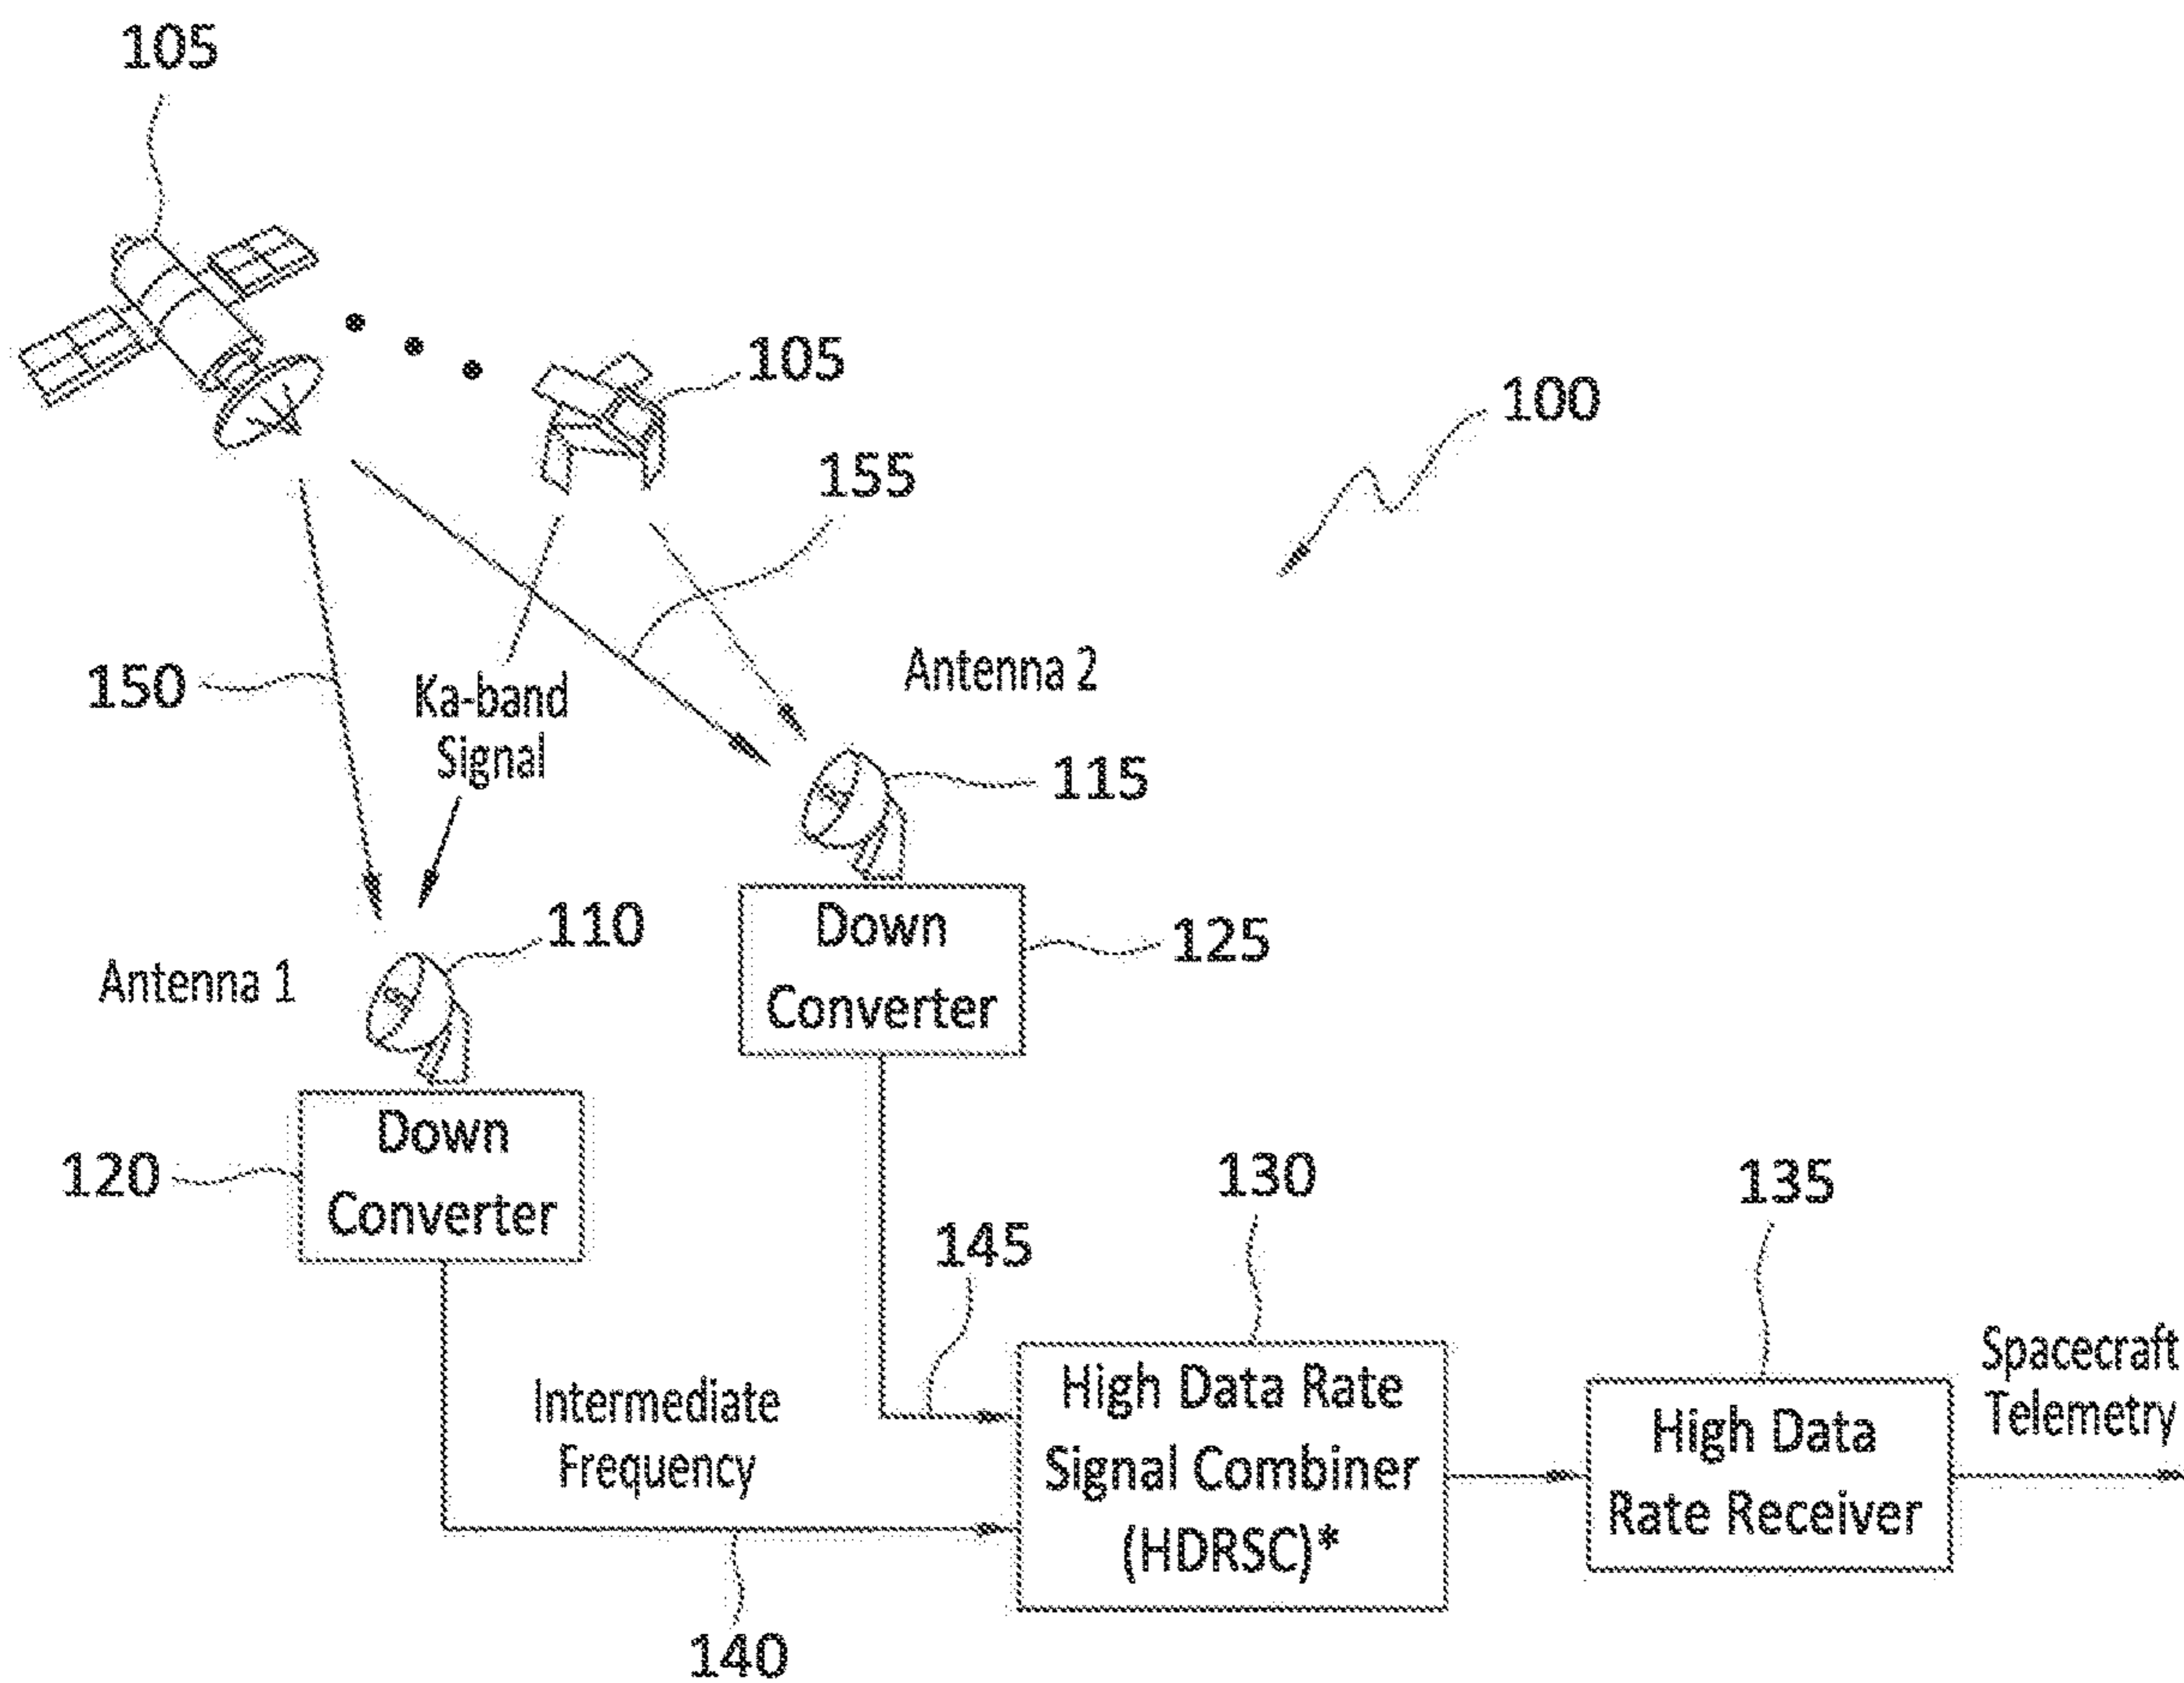 105
105
100
155
150
Ka-band
Signal
Antenna 2
115
110
Antenna 1
Down
Converter
125
Down
Converter
120
145
130
135
Intermediate
Frequency
High Data Rate
Signal Combiner
(HDRSC)*
High Data
Rate Receiver
Spacecraft
Telemetry
140